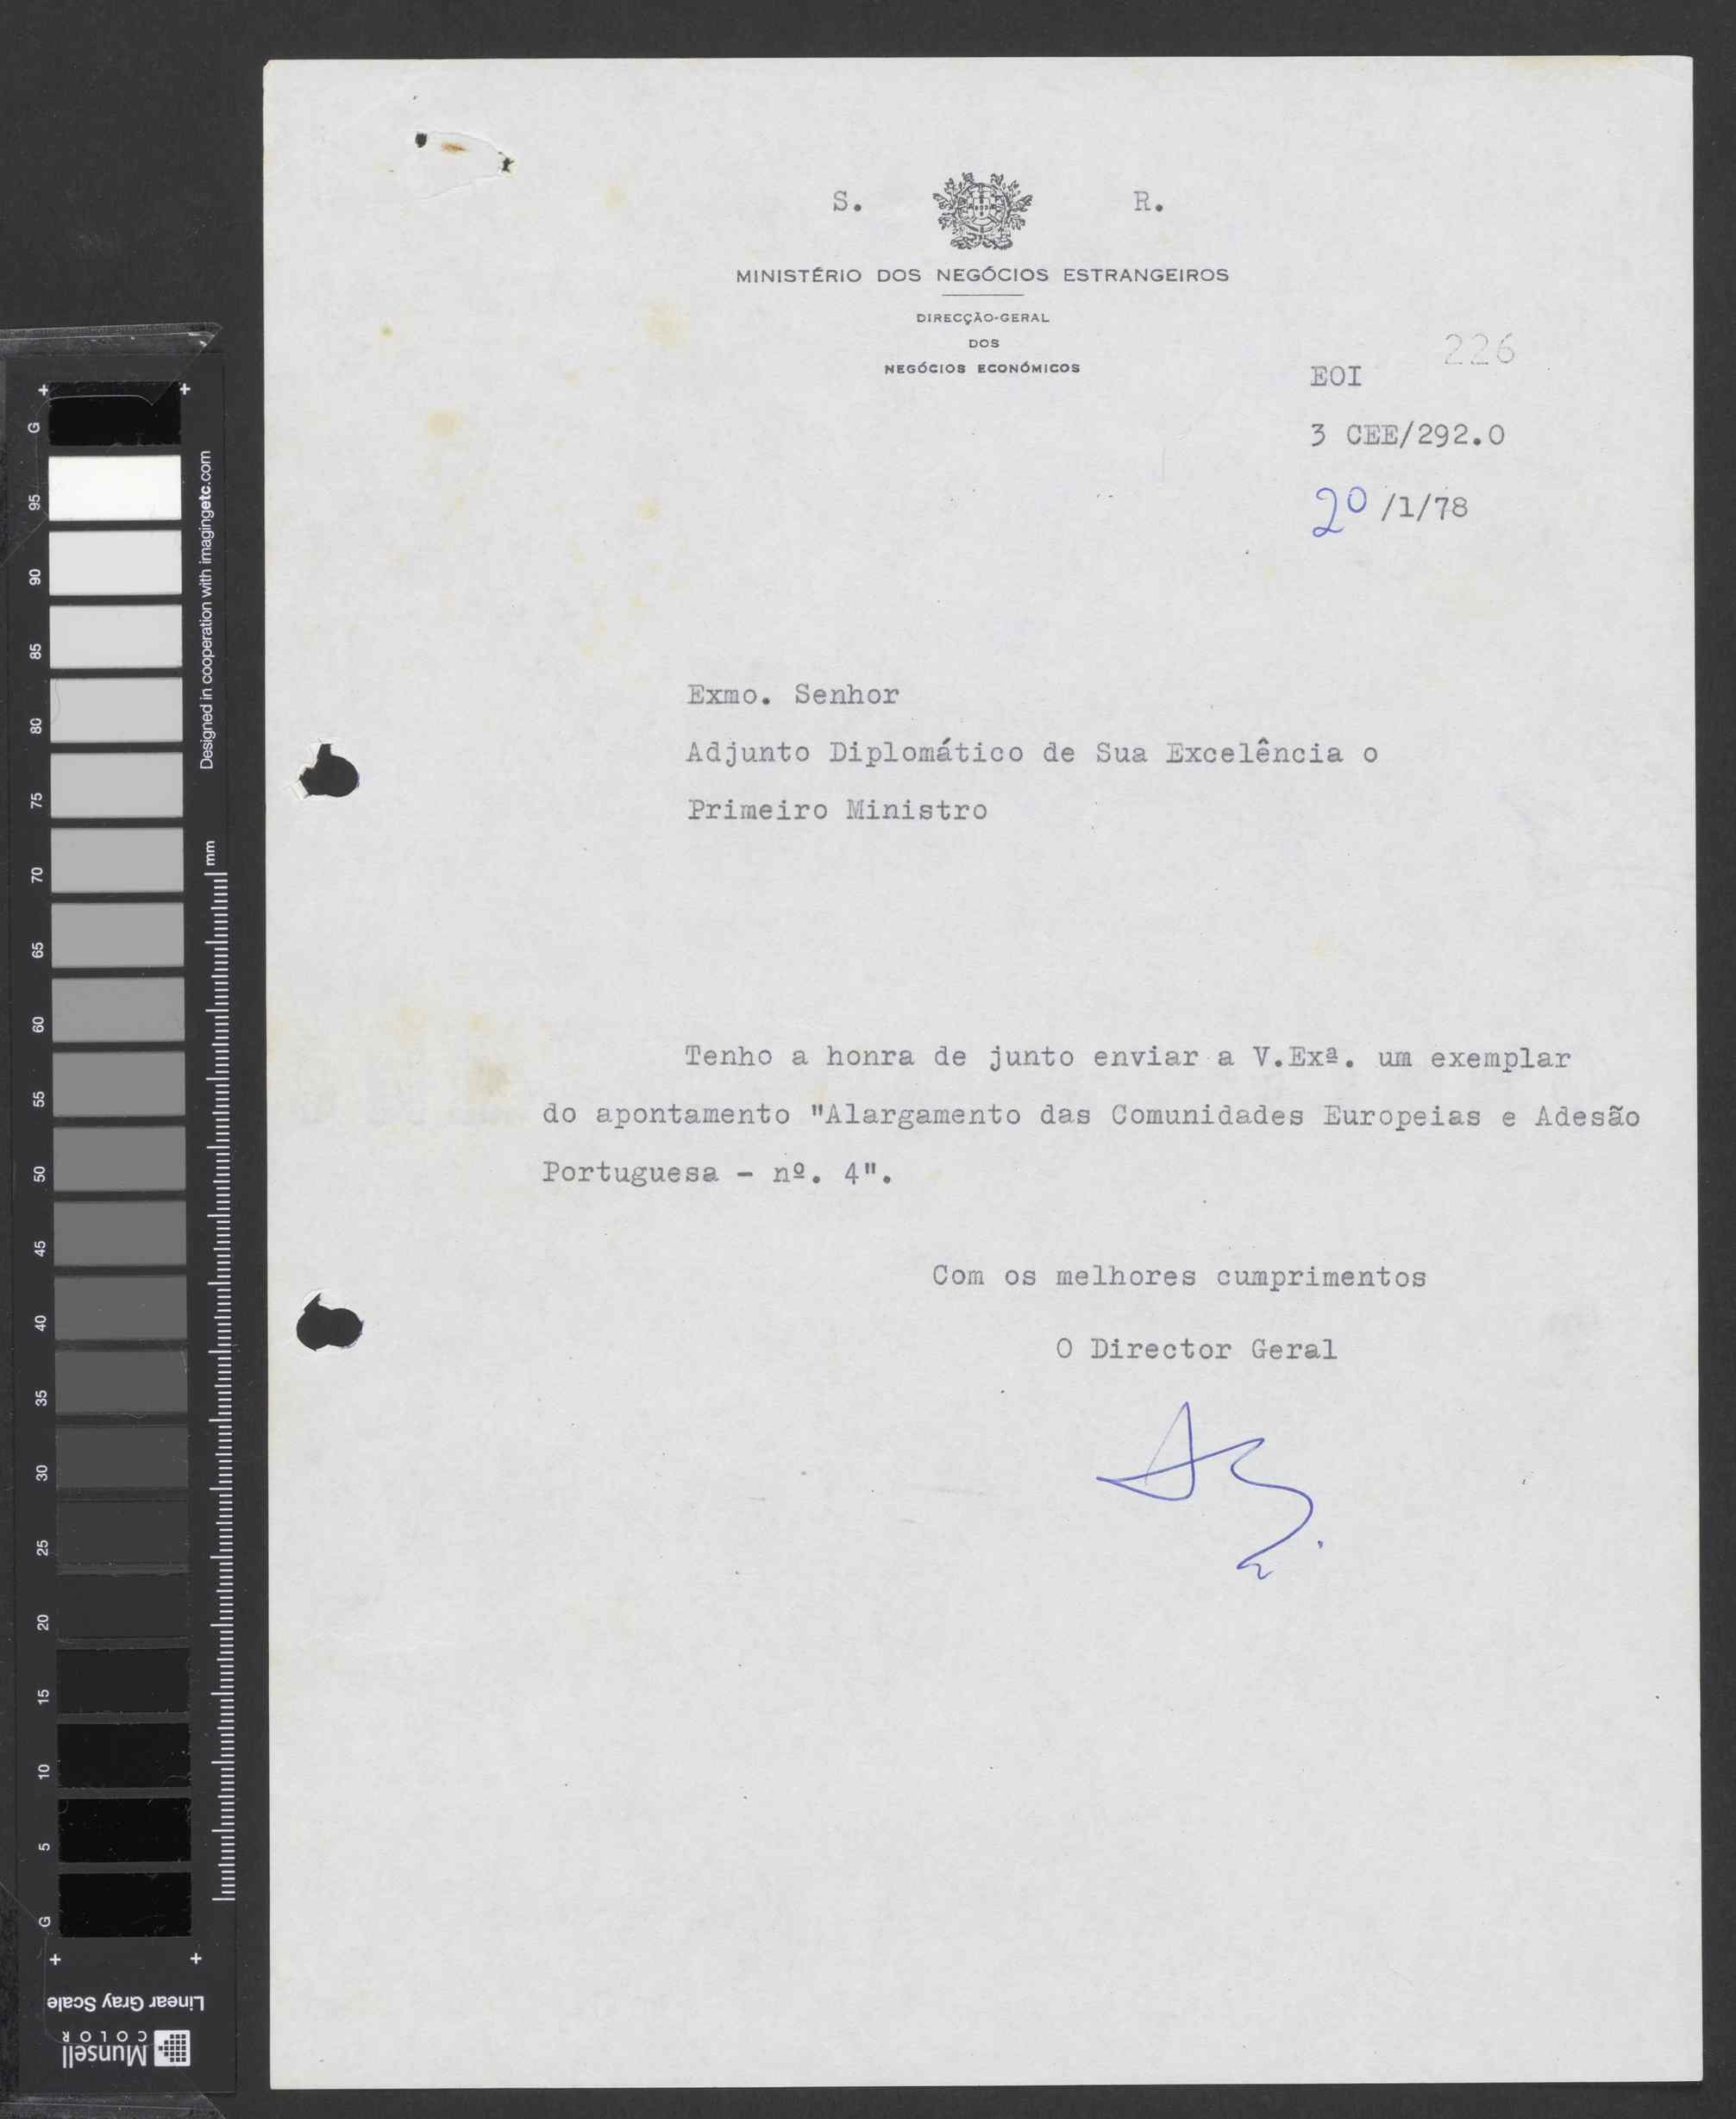 S. R.
MINISTÉRIO DOS NEGÓCIOS ESTRANGEIROS
DIRECÇÃO-GERAL
DOS
NEGÓCIOS ECONÓMICOS
226
EOI
3 CEE/292.0
20/1/78
Exmo. Senhor
Adjunto Diplomático de Sua Excelência o
Primeiro Ministro
Tenho a honra de junto enviar a V.Exª. um exemplar
do apontamento "Alargamento das Comunidades Europeias e Adesão
Portuguesa - nº. 4".
Com os melhores cumprimentos
O Director Geral
G
95
90
85
80
75
70
65
60
55
50
45
40
35
30
25
20
15
10
5
G
Designed in cooperation with imagingetc.com
mm
Linear Gray Scale
Munsell
COLOR